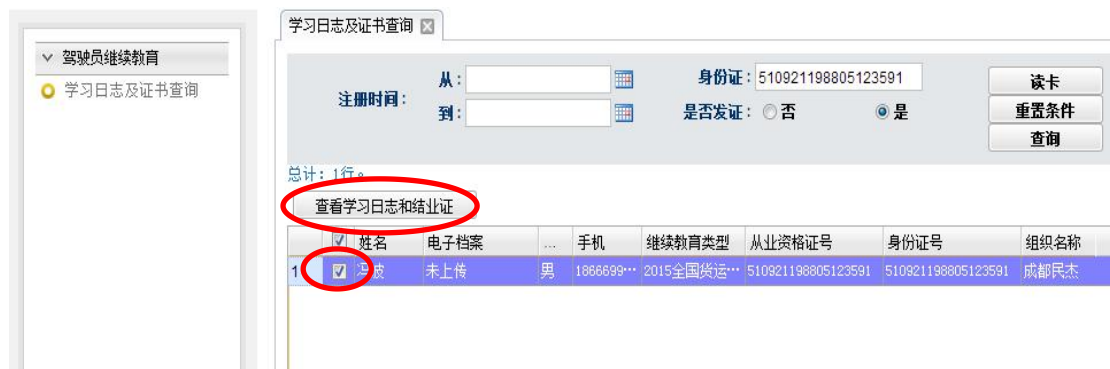 学习日志及证书查询
驾驶员继续教育
学习日志及证书查询
注册时间：
从：
到：
身份证：510921198805123591
是否发证：否 是
读卡
重置条件
查询
总计：1行。
查看学习日志和结业证
姓名 电子档案 ... 手机 继续教育类型 从业资格证号 身份证号 组织名称
1 冯波 未上传 男 1866699… 2015全国货运… 510921198805123591 510921198805123591 成都民杰